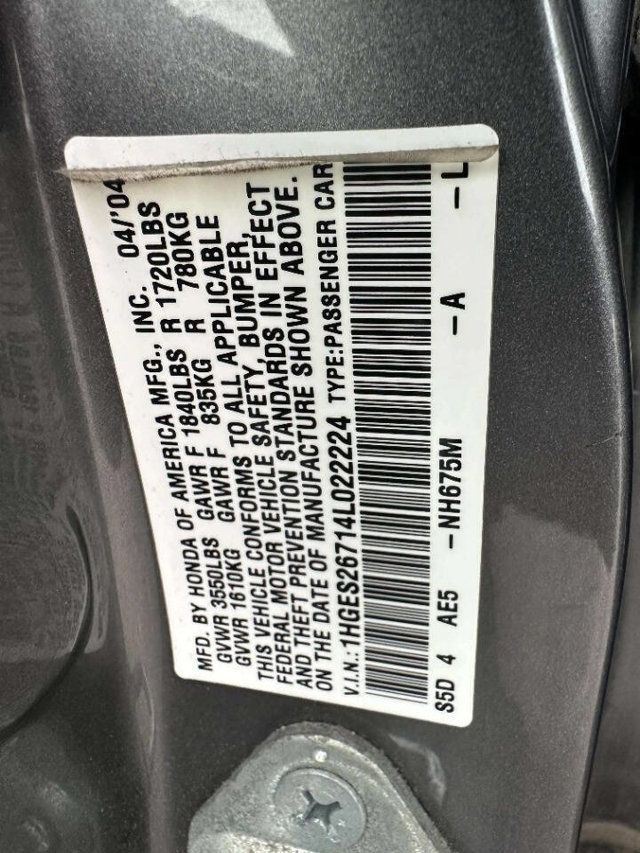 MFD. BY HONDA OF AMERICA MFG., INC. 04/'04
GVWR 3550LBS GAWR F 1840LBS R 1720LBS
GVWR 1610KG GAWR F 835KG R 780KG
THIS VEHICLE CONFORMS TO ALL APPLICABLE
FEDERAL MOTOR VEHICLE SAFETY, BUMPER,
AND THEFT PREVENTION STANDARDS IN EFFECT
ON THE DATE OF MANUFACTURE SHOWN ABOVE.
V.I.N.: 1HGES26714L022224 TYPE:PASSENGER CAR
S5D 4 AE5 -NH675M -A -L